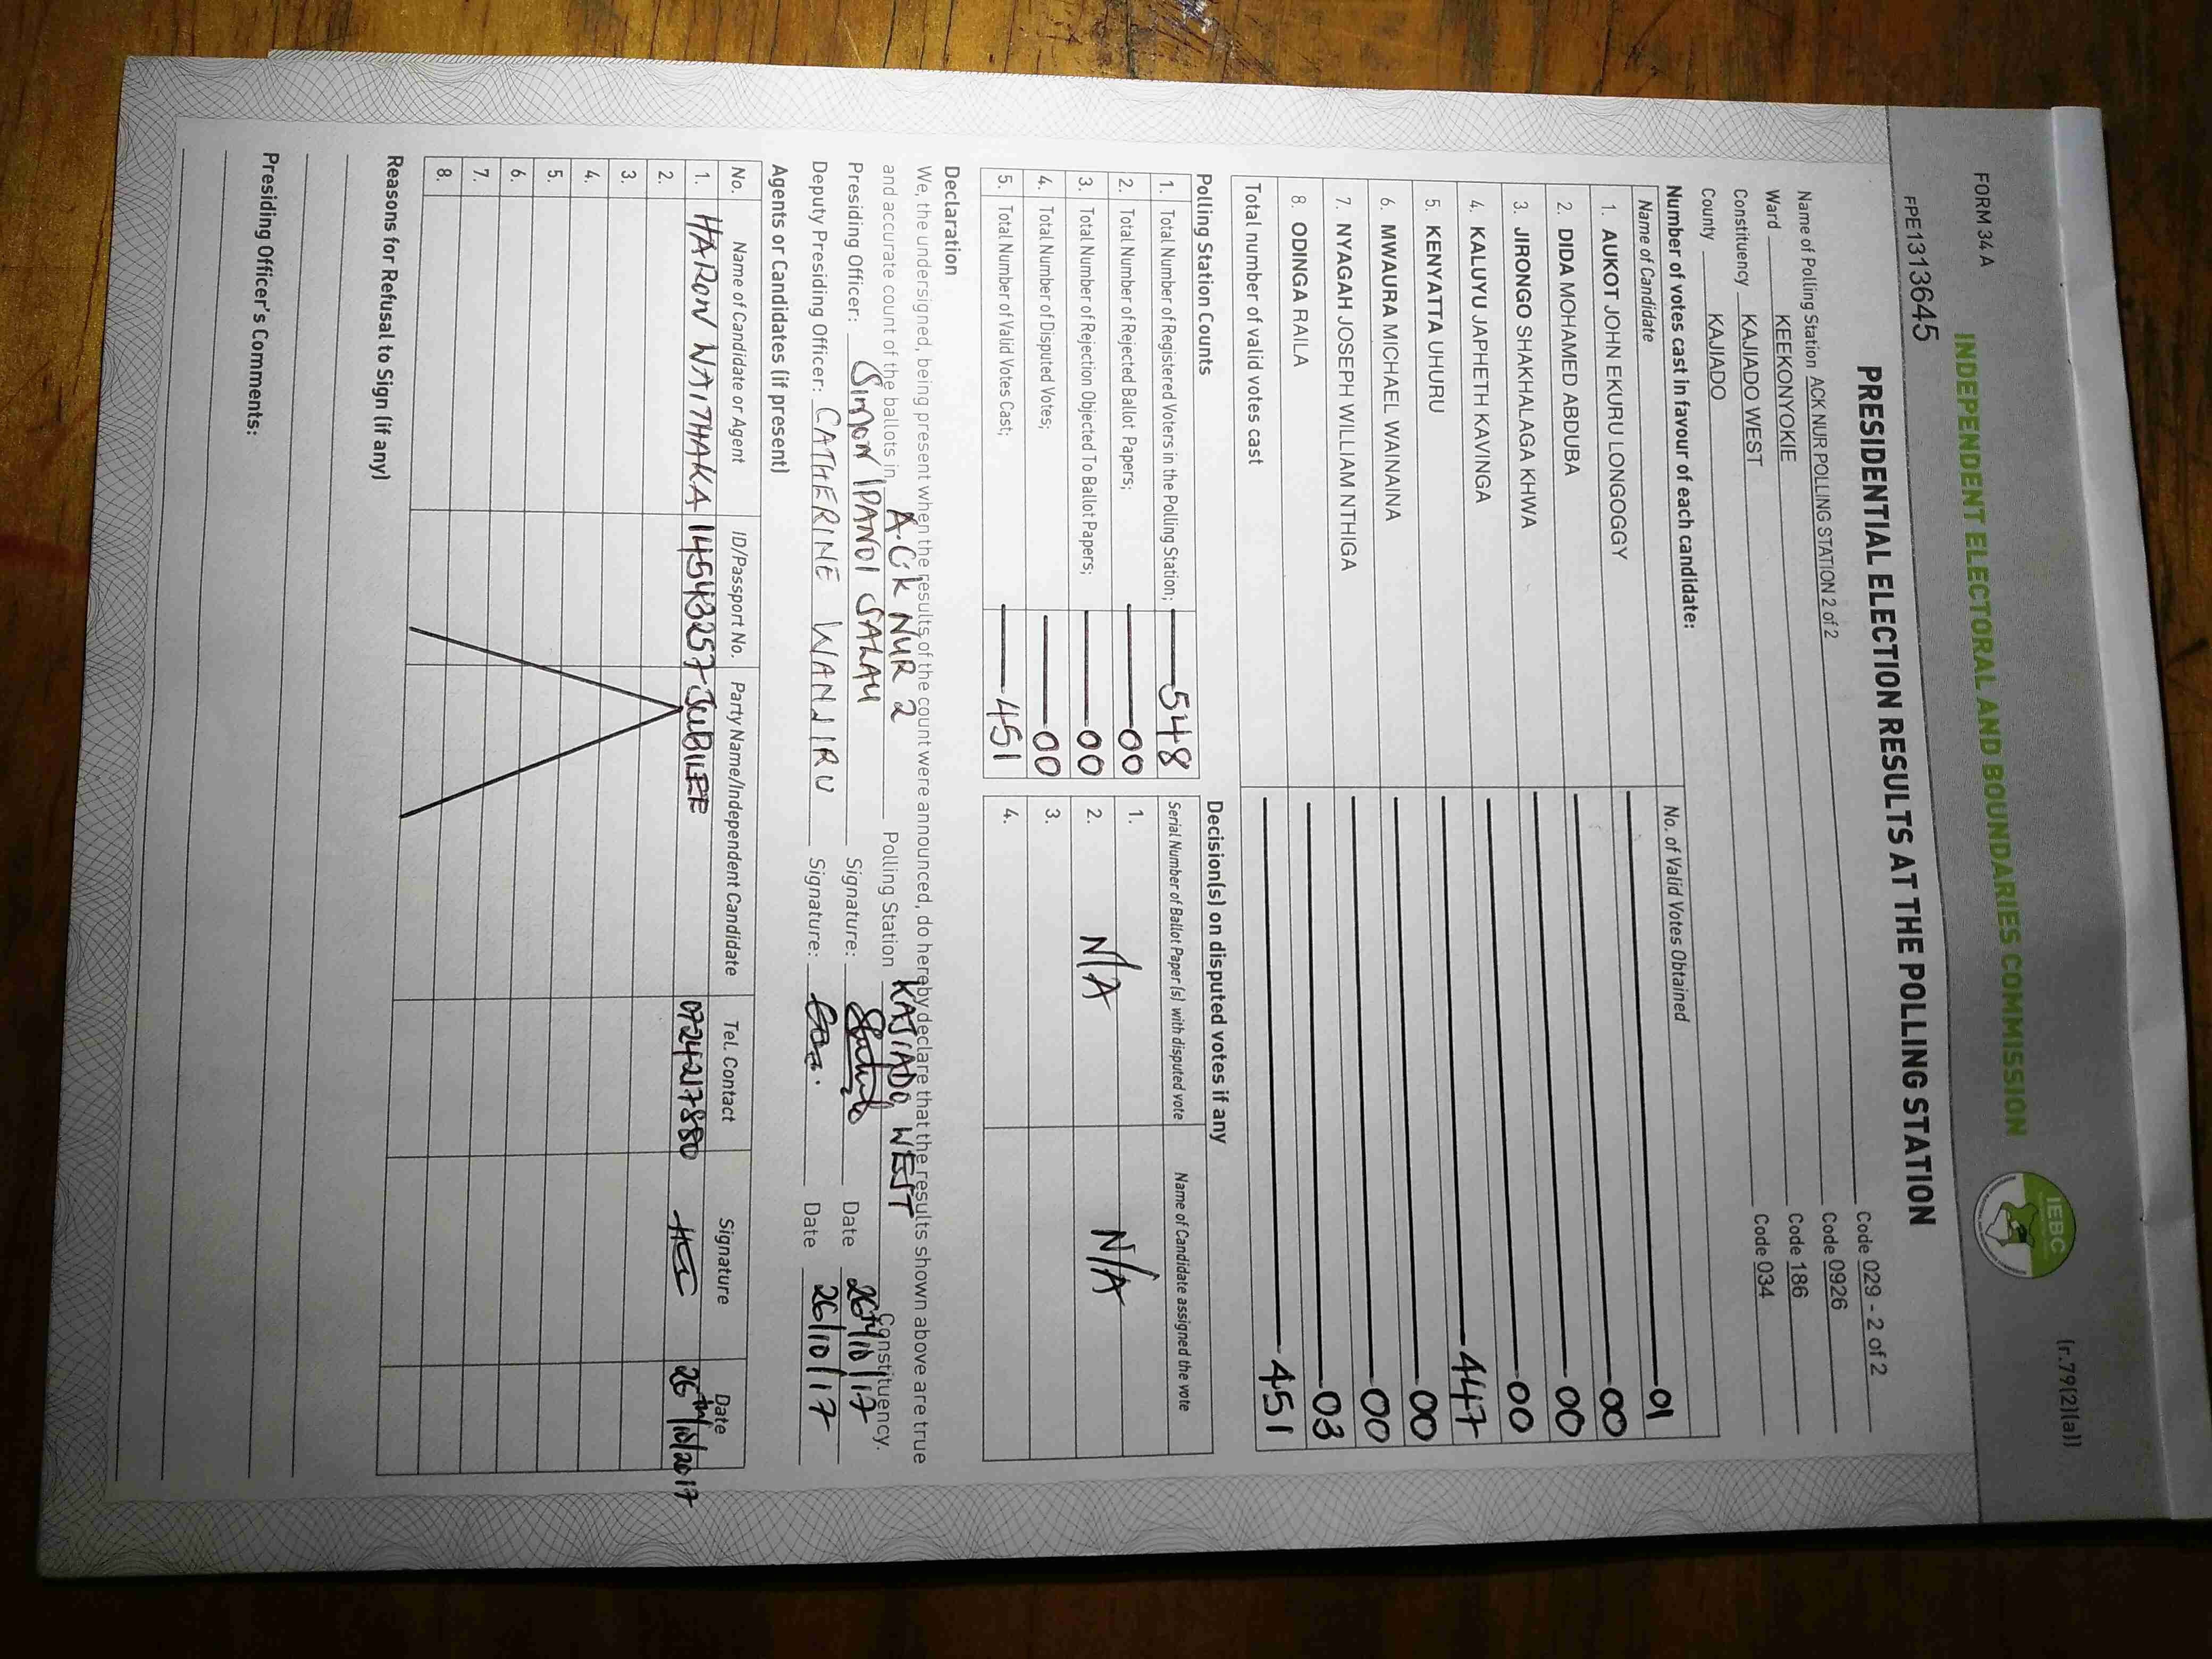 FORM 34 A
(r.79(2)(a))
INDEPENDENT ELECTORAL AND BOUNDARIES COMMISSION
IEBC
FPE1313645
PRESIDENTIAL ELECTION RESULTS AT THE POLLING STATION
Name of Polling Station ACK NUR POLLING STATION 2 of 2 Code 029 - 2 of 2
Ward KEEKONYOKIE Code 0926
Constituency KAJIADO WEST Code 186
County KAJIADO Code 034
Number of votes cast in favour of each candidate:
Name of Candidate No. of Valid Votes Obtained
1. AUKOT JOHN EKURU LONGOGGY 01
2. DIDA MOHAMED ABDUBA 00
3. JIRONGO SHAKHALAGA KHWA 00
4. KALUYU JAPHETH KAVINGA 00
5. KENYATTA UHURU 447
6. MWAURA MICHAEL WAINAINA 00
7. NYAGAH JOSEPH WILLIAM NTHIGA 00
8. ODINGA RAILA 03
Total number of valid votes cast 451
Polling Station Counts
1. Total Number of Registered Voters in the Polling Station; 548
2. Total Number of Rejected Ballot Papers; 00
3. Total Number of Rejection Objected To Ballot Papers; 00
4. Total Number of Disputed Votes; 00
5. Total Number of Valid Votes Cast; 451
Decision(s) on disputed votes if any
Serial Number of Ballot Paper(s) with disputed vote Name of Candidate assigned the vote
1.
2. N/A N/A
3.
4.
Declaration
We, the undersigned, being present when the results of the count were announced, do hereby declare that the results shown above are true
and accurate count of the ballots in A.C.K NUR 2 Polling Station KAJIADO WEST Constituency.
Presiding Officer: SIMON PANOI SALAU Signature: Date 26/10/17
Deputy Presiding Officer: CATHERINE WANJIRU Signature: Date 26/10/17
Agents or Candidates (if present)
No. Name of Candidate or Agent ID/Passport No. Party Name/Independent Candidate Tel. Contact Signature Date
1. HARON WAITHAKA 14543257 JUBILEE 0724217880 26th/10/2017
2.
3.
4.
5.
6.
7.
8.
Reasons for Refusal to Sign (if any)
Presiding Officer's Comments: